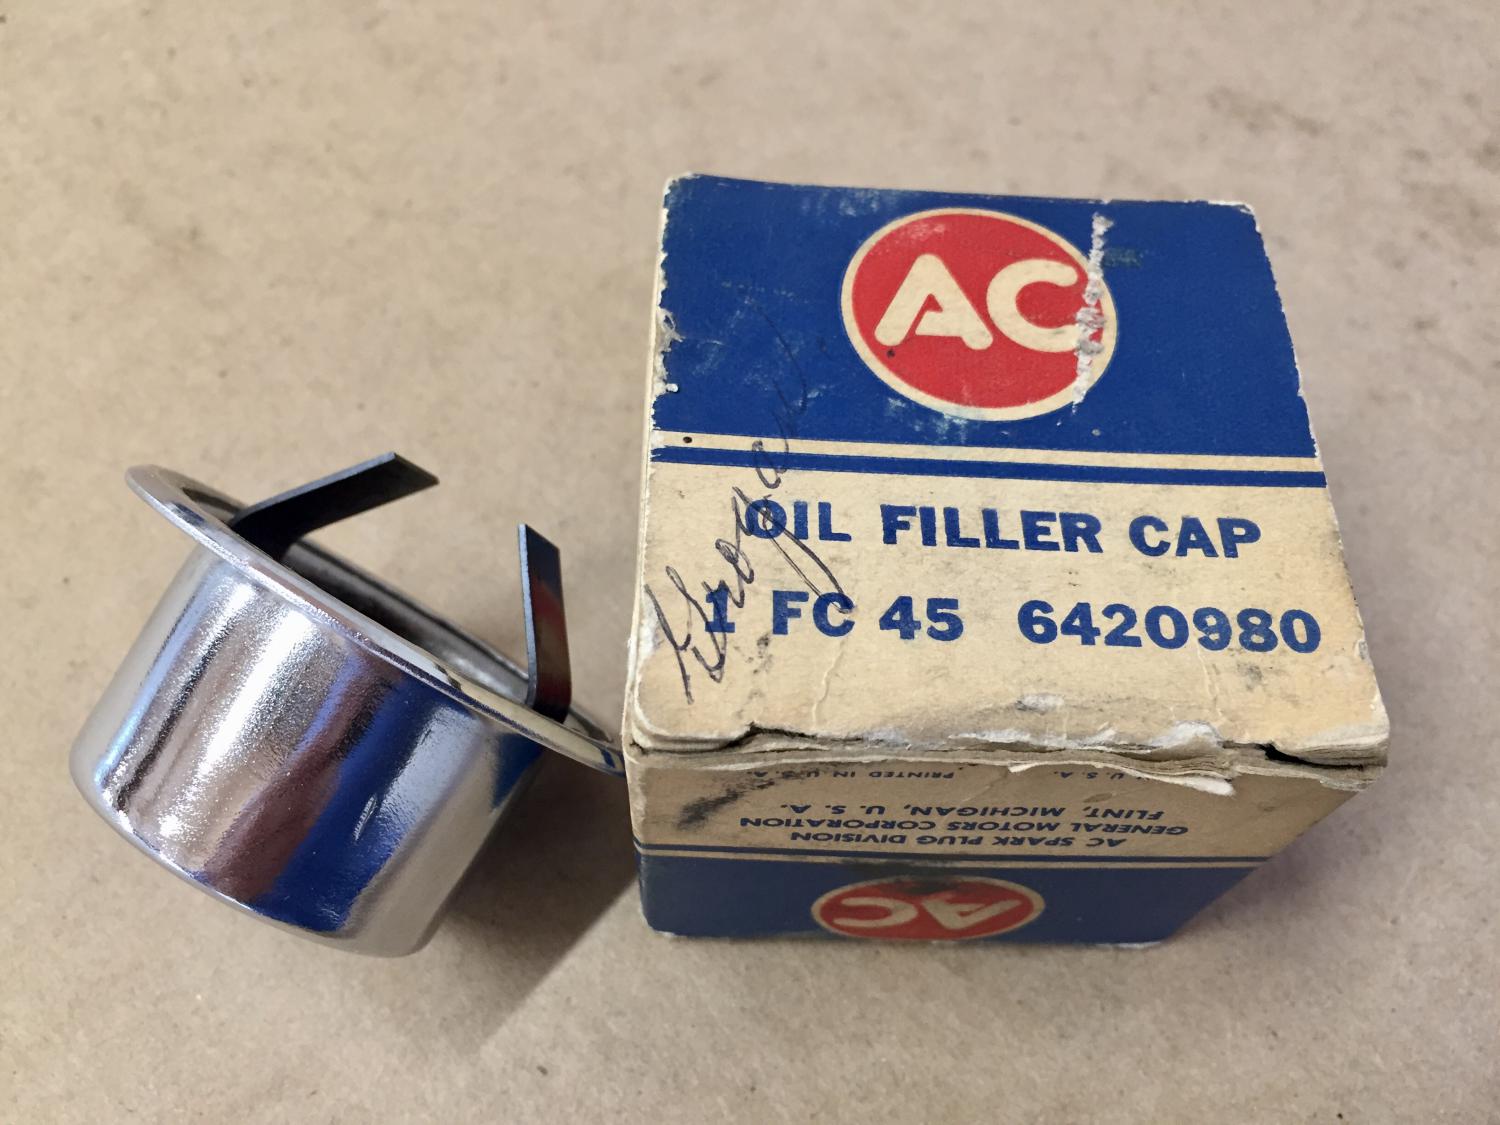 AC
OIL FILLER CAP
1 FC 45 6420980
Grogan
AC
AC SPARK PLUG DIVISION
GENERAL MOTORS CORPORATION
FLINT, MICHIGAN, U. S. A.
PRINTED IN U. S. A.